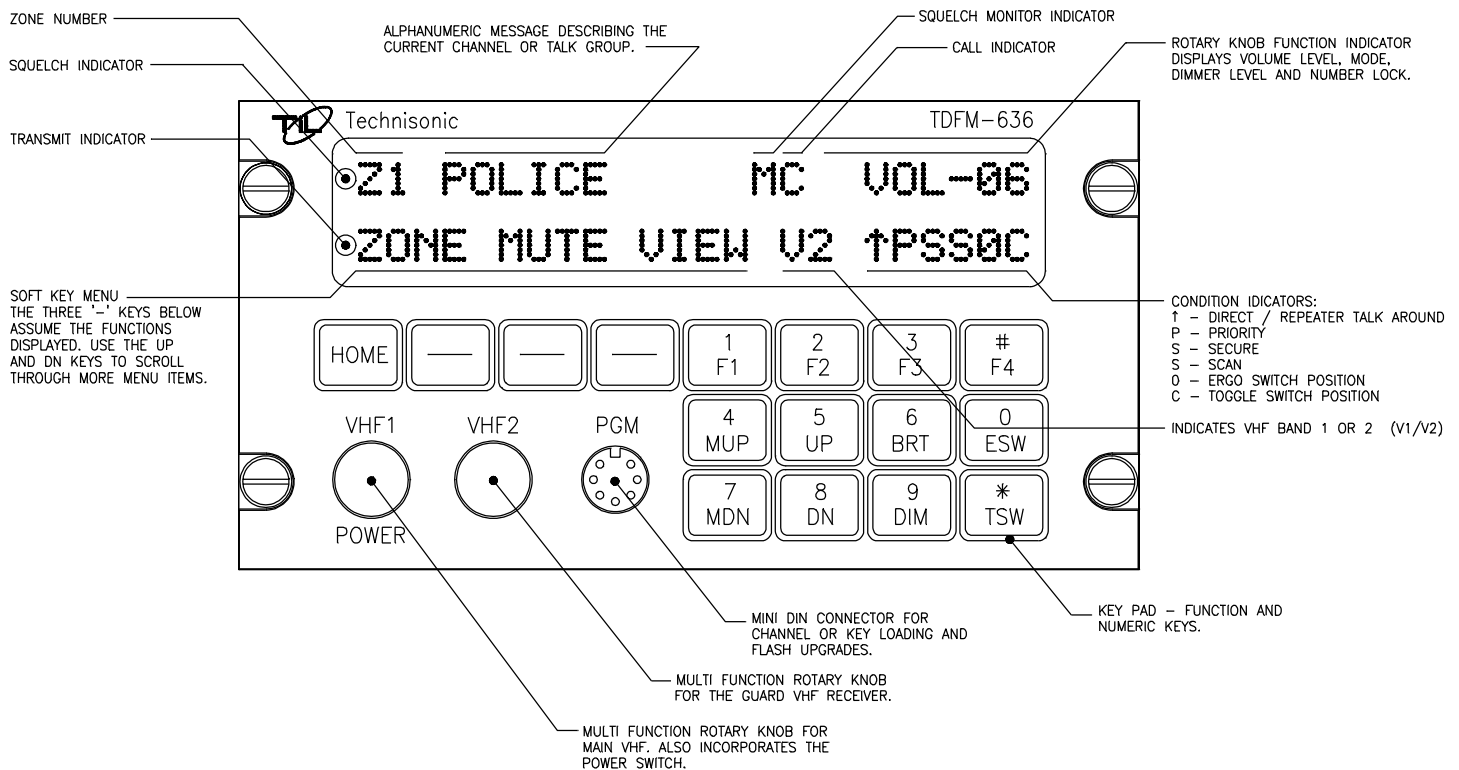 ZONE NUMBER
SQUELCH INDICATOR
TRANSMIT INDICATOR
ALPHANUMERIC MESSAGE DESCRIBING THE
CURRENT CHANNEL OR TALK GROUP.
SQUELCH MONITOR INDICATOR
CALL INDICATOR
ROTARY KNOB FUNCTION INDICATOR
DISPLAYS VOLUME LEVEL, MODE,
DIMMER LEVEL AND NUMBER LOCK.
TIL Technisonic TDFM-636
Z1 POLICE MC VOL-06
ZONE MUTE VIEW V2 ↑PSS0C
SOFT KEY MENU
THE THREE '-' KEYS BELOW
ASSUME THE FUNCTIONS
DISPLAYED. USE THE UP
AND DN KEYS TO SCROLL
THROUGH MORE MENU ITEMS.
CONDITION IDICATORS:
↑ - DIRECT / REPEATER TALK AROUND
P - PRIORITY
S - SECURE
S - SCAN
0 - ERGO SWITCH POSITION
C - TOGGLE SWITCH POSITION
INDICATES VHF BAND 1 OR 2 (V1/V2)
HOME — — —
1 2 3 #
F1 F2 F3 F4
VHF1 VHF2 PGM
4 5 6 0
MUP UP BRT ESW
7 8 9 *
MDN DN DIM TSW
POWER
KEY PAD - FUNCTION AND
NUMERIC KEYS.
MINI DIN CONNECTOR FOR
CHANNEL OR KEY LOADING AND
FLASH UPGRADES.
MULTI FUNCTION ROTARY KNOB
FOR THE GUARD VHF RECEIVER.
MULTI FUNCTION ROTARY KNOB FOR
MAIN VHF. ALSO INCORPORATES THE
POWER SWITCH.